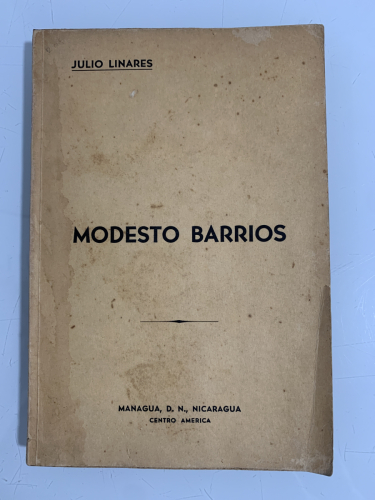 JULIO LINARES
MODESTO BARRIOS
MANAGUA, D. N., NICARAGUA
CENTRO AMERICA